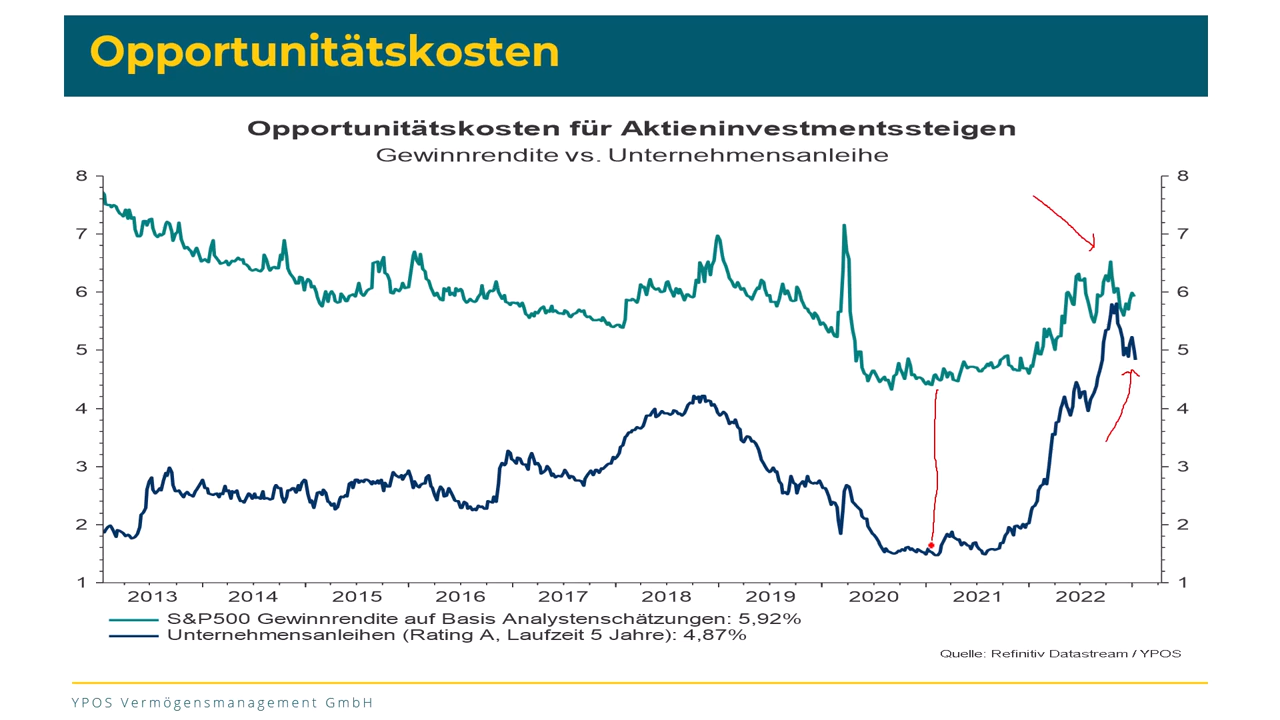 Opportunitätskosten
Opportunitätskosten für Aktieninvestmentssteigen
Gewinnrendite vs. Unternehmensanleihe
8 8
7 7
6 6
5 5
4 4
3 3
2 2
1 1
2013 2014 2015 2016 2017 2018 2019 2020 2021 2022
S&P500 Gewinnrendite auf Basis Analystenschätzungen: 5,92%
Unternehmensanleihen (Rating A, Laufzeit 5 Jahre): 4,87%
Quelle: Refinitiv Datastream / YPOS
YPOS Vermögensmanagement GmbH